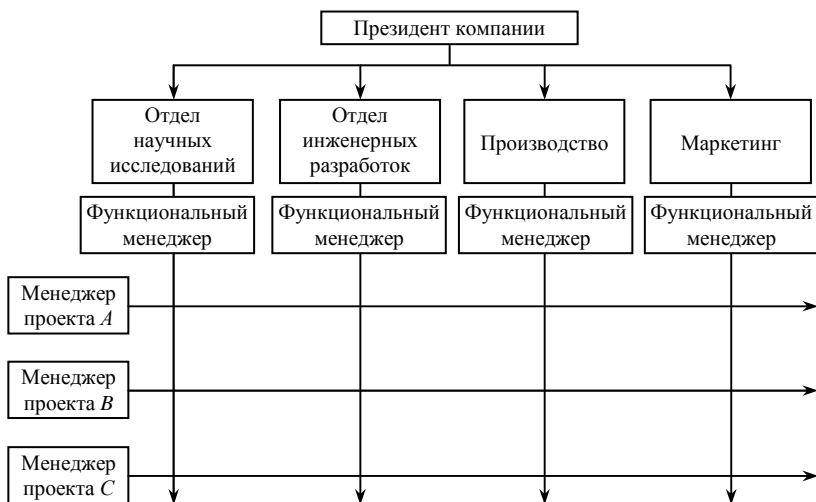 Президент компании
Отдел
научных
исследований
Отдел
инженерных
разработок
Производство
Маркетинг
Функциональный
менеджер
Функциональный
менеджер
Функциональный
менеджер
Функциональный
менеджер
Менеджер
проекта A
Менеджер
проекта B
Менеджер
проекта C